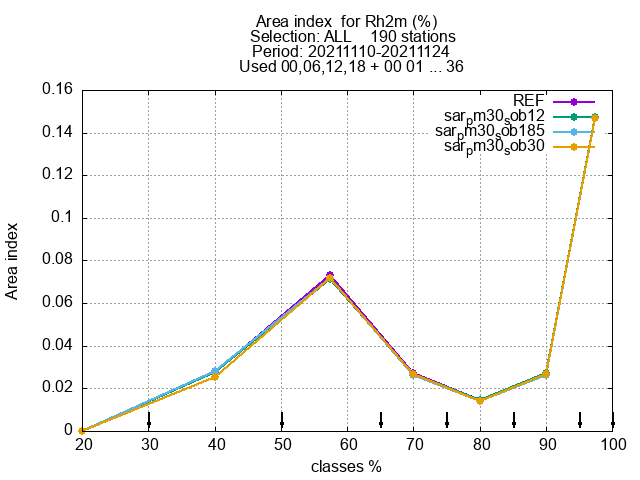 Area index  for Rh2m (%)
Selection: ALL    190 stations
Period: 20211110-20211124
Used 00,06,12,18 + 00 01 ... 36
0.16
0.14
0.12
0.1
0.08
0.06
0.04
0.02
0
Area index
REF
sar_pm30_sob12
sar_pm30_sob185
sar_pm30_sob30
20 30 40 50 60 70 80 90 100
classes %